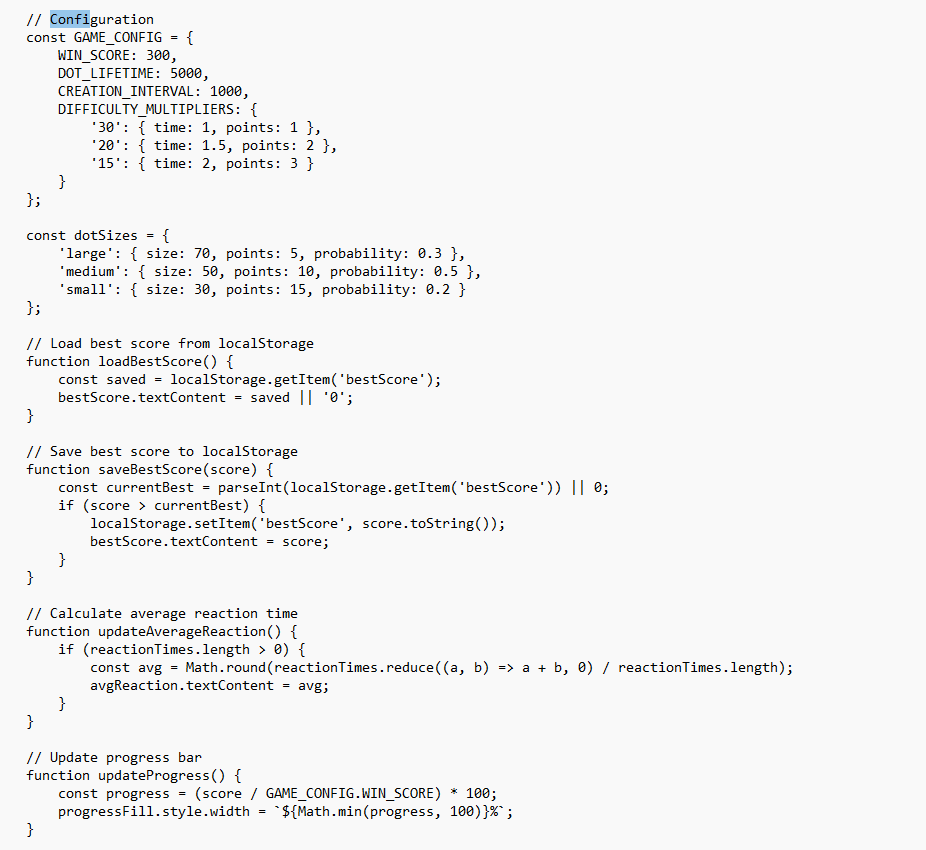 // Configuration
const GAME_CONFIG = {
    WIN_SCORE: 300,
    DOT_LIFETIME: 5000,
    CREATION_INTERVAL: 1000,
    DIFFICULTY_MULTIPLIERS: {
        '30': { time: 1, points: 1 },
        '20': { time: 1.5, points: 2 },
        '15': { time: 2, points: 3 }
    }
};

const dotSizes = {
    'large': { size: 70, points: 5, probability: 0.3 },
    'medium': { size: 50, points: 10, probability: 0.5 },
    'small': { size: 30, points: 15, probability: 0.2 }
};

// Load best score from localStorage
function loadBestScore() {
    const saved = localStorage.getItem('bestScore');
    bestScore.textContent = saved || '0';
}

// Save best score to localStorage
function saveBestScore(score) {
    const currentBest = parseInt(localStorage.getItem('bestScore')) || 0;
    if (score > currentBest) {
        localStorage.setItem('bestScore', score.toString());
        bestScore.textContent = score;
    }
}

// Calculate average reaction time
function updateAverageReaction() {
    if (reactionTimes.length > 0) {
        const avg = Math.round(reactionTimes.reduce((a, b) => a + b, 0) / reactionTimes.length);
        avgReaction.textContent = avg;
    }
}

// Update progress bar
function updateProgress() {
    const progress = (score / GAME_CONFIG.WIN_SCORE) * 100;
    progressFill.style.width = `${Math.min(progress, 100)}%`;
}